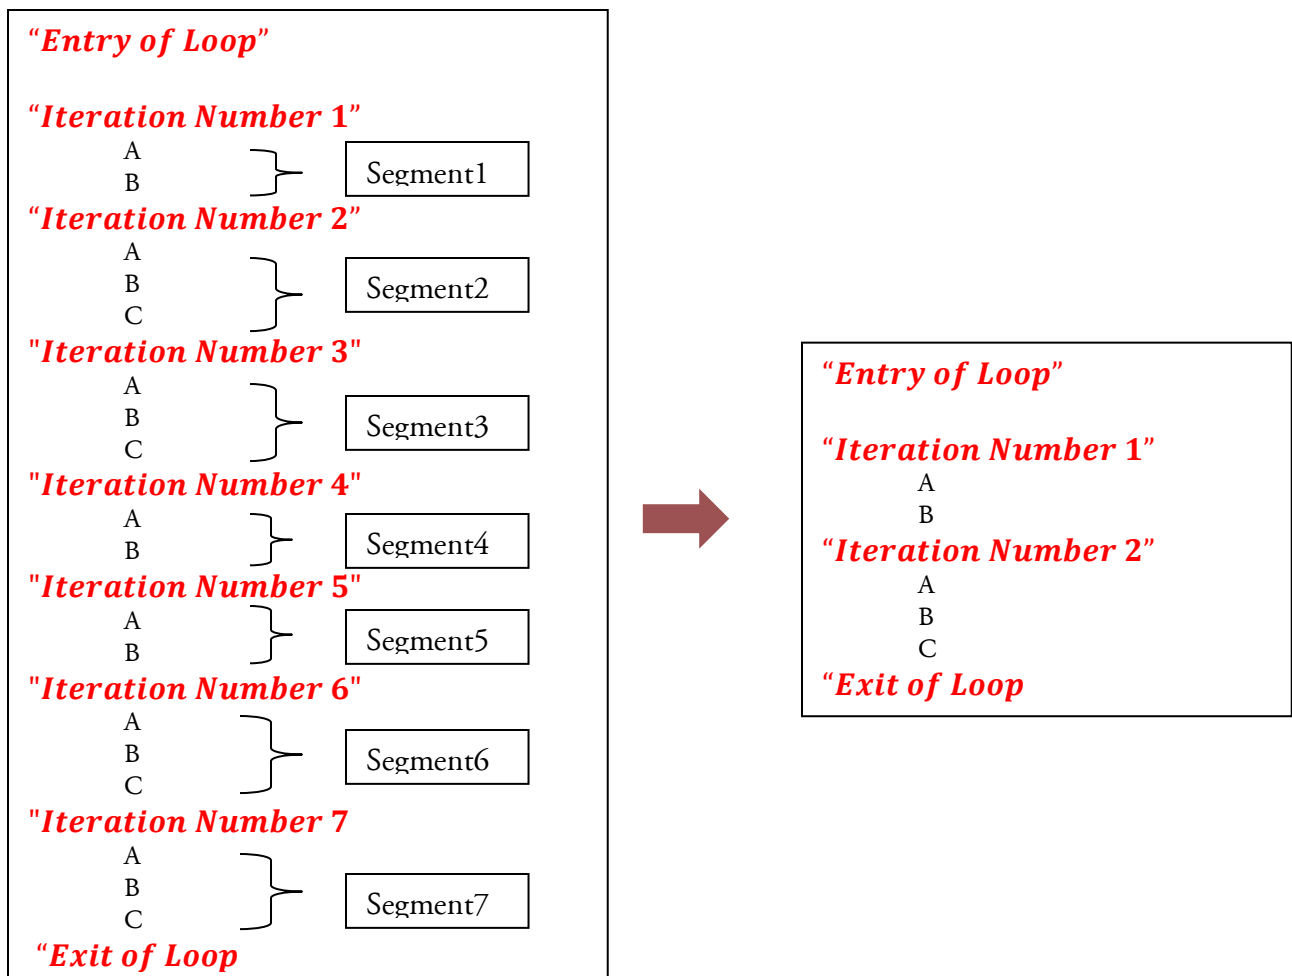 “Entry of Loop”
“Iteration Number 1”
A
B
Segment1
“Iteration Number 2”
A
B
C
Segment2
"Iteration Number 3"
A
B
C
Segment3
"Iteration Number 4"
A
B
Segment4
"Iteration Number 5"
A
B
Segment5
"Iteration Number 6"
A
B
C
Segment6
"Iteration Number 7
A
B
C
Segment7
“Exit of Loop
“Entry of Loop”
“Iteration Number 1”
A
B
“Iteration Number 2”
A
B
C
“Exit of Loop